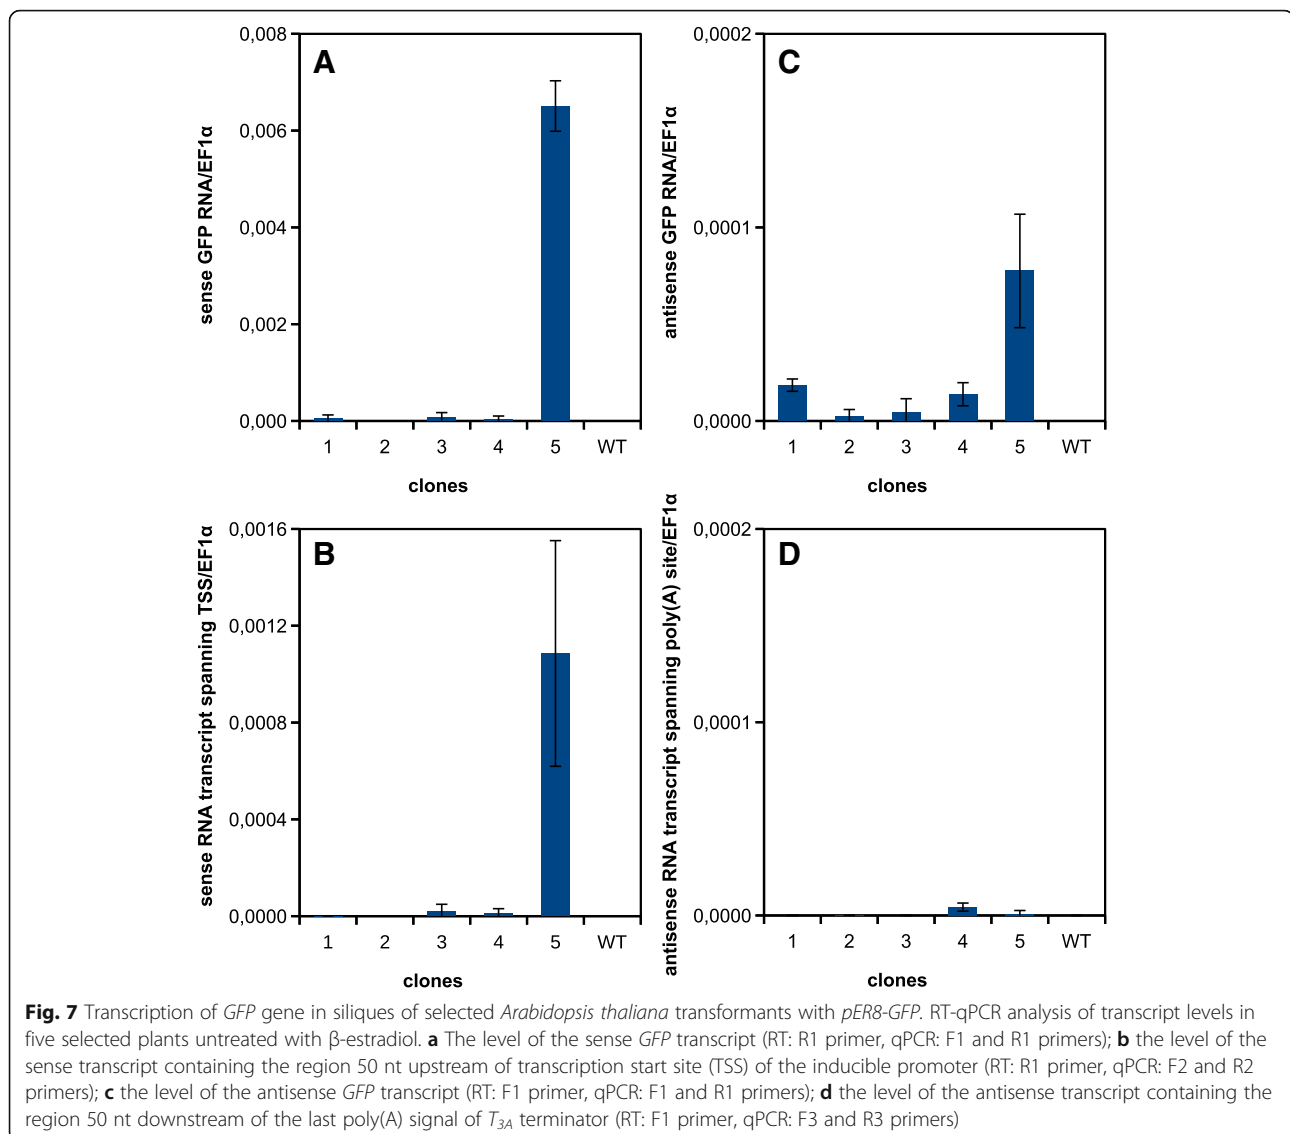 A
0,008
0,006
0,004
0,002
0,000
sense GFP RNA/EF1α
1 2 3 4 5 WT
clones
C
0,0002
0,0001
0,0000
antisense GFP RNA/EF1α
1 2 3 4 5 WT
clones
B
0,0016
0,0012
0,0008
0,0004
0,0000
sense RNA transcript spanning TSS/EF1α
1 2 3 4 5 WT
clones
D
0,0002
0,0001
0,0000
antisense RNA transcript spanning poly(A) site/EF1α
1 2 3 4 5 WT
clones
Fig. 7 Transcription of GFP gene in siliques of selected Arabidopsis thaliana transformants with pER8-GFP. RT-qPCR analysis of transcript levels in
five selected plants untreated with β-estradiol. a The level of the sense GFP transcript (RT: R1 primer, qPCR: F1 and R1 primers); b the level of the
sense transcript containing the region 50 nt upstream of transcription start site (TSS) of the inducible promoter (RT: R1 primer, qPCR: F2 and R2
primers); c the level of the antisense GFP transcript (RT: F1 primer, qPCR: F1 and R1 primers); d the level of the antisense transcript containing the
region 50 nt downstream of the last poly(A) signal of T3A terminator (RT: F1 primer, qPCR: F3 and R3 primers)